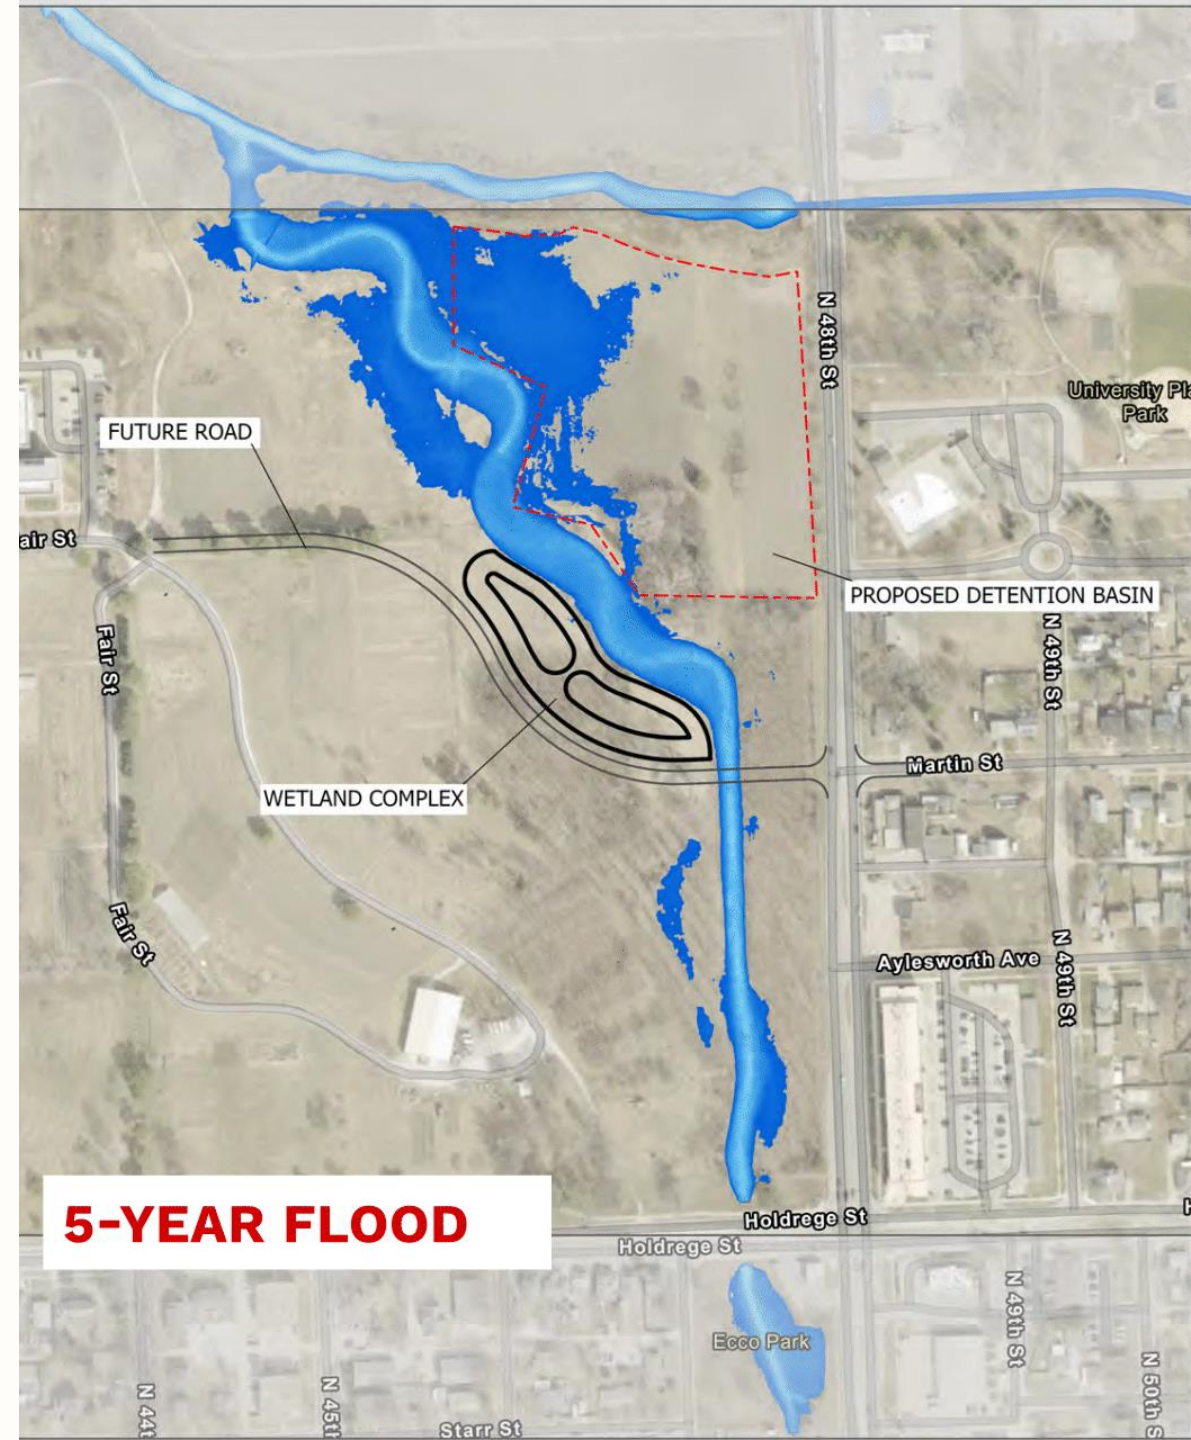 N 48th St
University Pla
Park
FUTURE ROAD
air St
PROPOSED DETENTION BASIN
Fair St
N 49th St
Martin St
WETLAND COMPLEX
Fair St
Aylesworth Ave
N 49th St
5-YEAR FLOOD
Holdrege St
H
Holdrege St
N 49th St
Ecco Park
N 44t
N 45t
N 50th S
Starr St